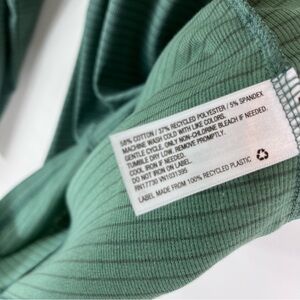 58% COTTON / 37% RECYCLED POLYESTER / 5% SPANDEX
MACHINE WASH COLD WITH LIKE COLORS.
GENTLE CYCLE. ONLY NON-CHLORINE BLEACH IF NEEDED.
TUMBLE DRY LOW. REMOVE PROMPTLY.
COOL IRON IF NEEDED.
DO NOT IRON ON LABEL.
RN17730 VN1031395
LABEL MADE FROM 100% RECYCLED PLASTIC